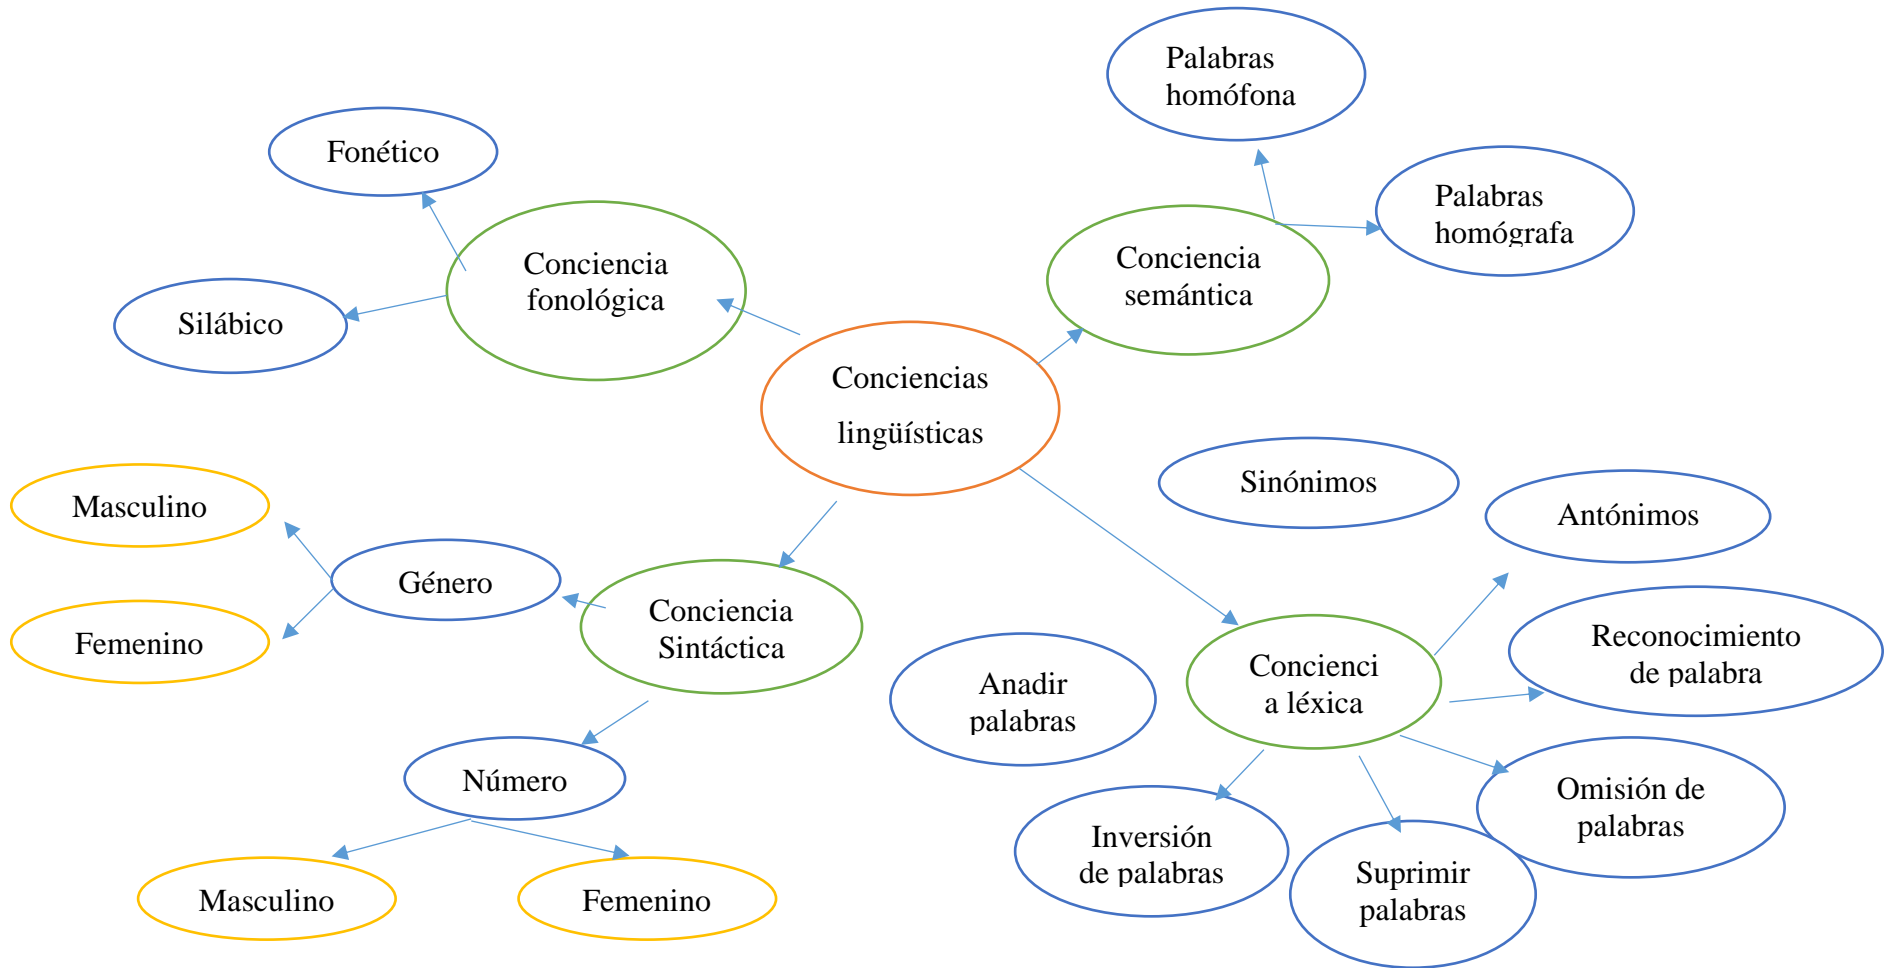 Palabras
homófona
Fonético
Palabras
homógrafa
Conciencia
fonológica
Conciencia
semántica
Silábico
Conciencias
lingüísticas
Sinónimos
Masculino
Antónimos
Género
Conciencia
Sintáctica
Femenino
Reconocimiento
de palabra
Concienci
a léxica
Anadir
palabras
Número
Omisión de
palabras
Inversión
de palabras
Suprimir
palabras
Masculino
Femenino